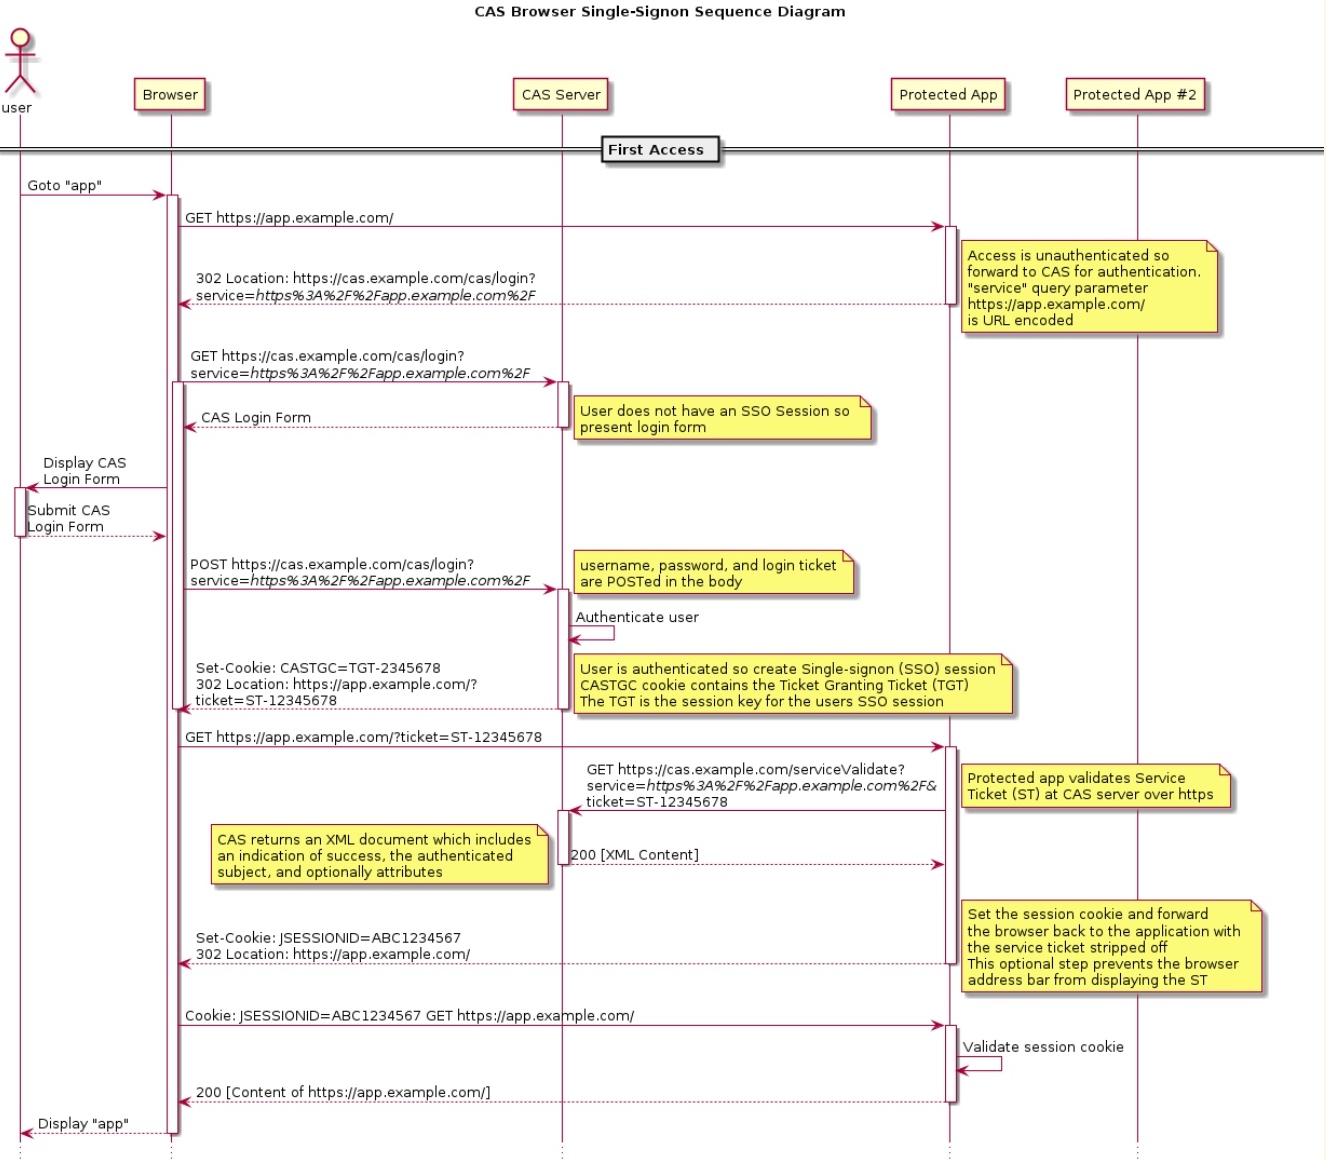 CAS Browser Single-Signon Sequence Diagram
user
Browser
CAS Server
Protected App
Protected App #2
First Access
Goto "app"
GET https://app.example.com/
Access is unauthenticated so
forward to CAS for authentication.
"service" query parameter
https://app.example.com/
is URL encoded
302 Location: https://cas.example.com/cas/login?
service=https%3A%2F%2Fapp.example.com%2F
GET https://cas.example.com/cas/login?
service=https%3A%2F%2Fapp.example.com%2F
User does not have an SSO Session so
present login form
CAS Login Form
Display CAS
Login Form
Submit CAS
Login Form
POST https://cas.example.com/cas/login?
service=https%3A%2F%2Fapp.example.com%2F
username, password, and login ticket
are POSTed in the body
Authenticate user
Set-Cookie: CASTGC=TGT-2345678
302 Location: https://app.example.com/?
ticket=ST-12345678
User is authenticated so create Single-signon (SSO) session
CASTGC cookie contains the Ticket Granting Ticket (TGT)
The TGT is the session key for the users SSO session
GET https://app.example.com/?ticket=ST-12345678
GET https://cas.example.com/serviceValidate?
service=https%3A%2F%2Fapp.example.com%2F&
ticket=ST-12345678
Protected app validates Service
Ticket (ST) at CAS server over https
CAS returns an XML document which includes
an indication of success, the authenticated
subject, and optionally attributes
200 [XML Content]
Set the session cookie and forward
the browser back to the application with
the service ticket stripped off
This optional step prevents the browser
address bar from displaying the ST
Set-Cookie: JSESSIONID=ABC1234567
302 Location: https://app.example.com/
Cookie: JSESSIONID=ABC1234567 GET https://app.example.com/
Validate session cookie
200 [Content of https://app.example.com/]
Display "app"